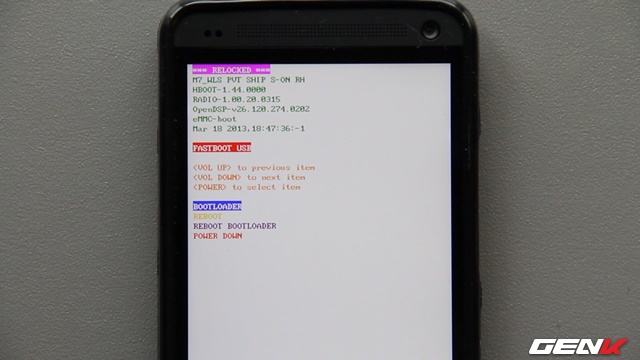 *** RELOCKED ***
M7_WLS PVT SHIP S-ON RH
HBOOT-1.44.0000
RADIO-1.00.20.0315
OpenDSP-v26.120.274.0202
eMMC-boot
Mar 18 2013,18:47:36:-1
FASTBOOT USB
<VOL UP> to previous item
<VOL DOWN> to next item
<POWER> to select item
BOOTLOADER
REBOOT
REBOOT BOOTLOADER
POWER DOWN
GENK